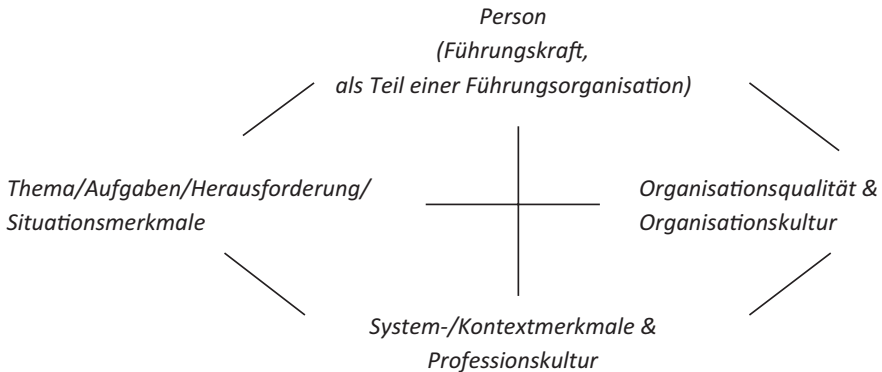 Person
(Führungskraft,
als Teil einer Führungsorganisation)
Thema/Aufgaben/Herausforderung/
Situationsmerkmale
Organisationsqualität &
Organisationskultur
System-/Kontextmerkmale &
Professionskultur